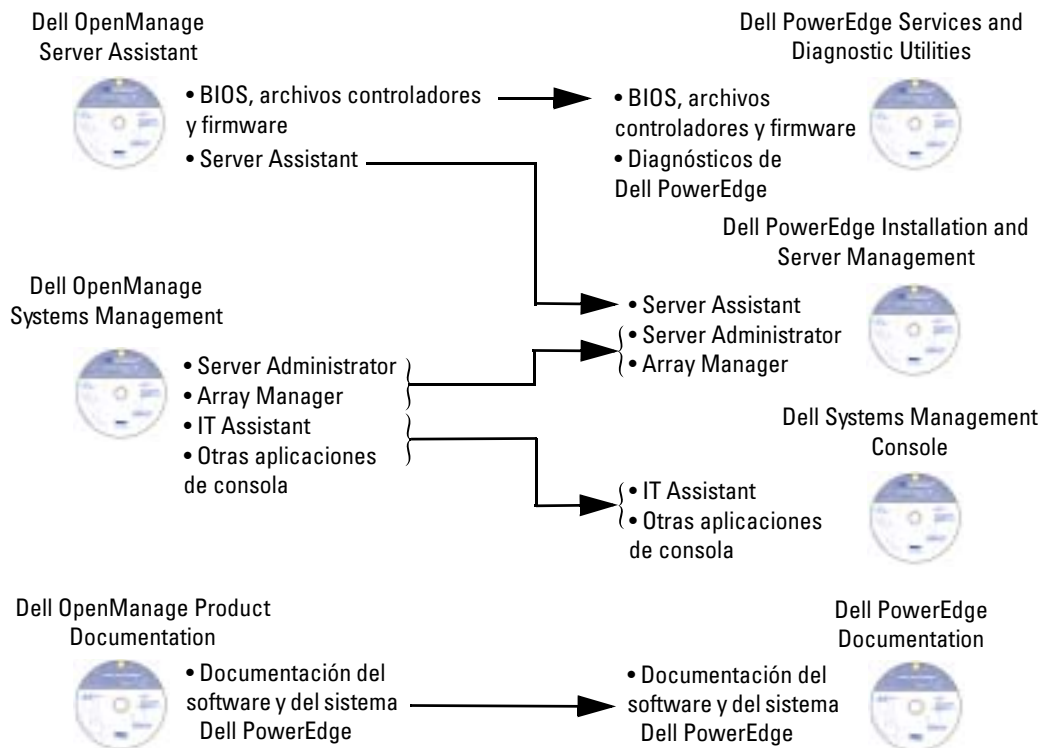 Dell OpenManage
Server Assistant
• BIOS, archivos controladores
y firmware
• Server Assistant
Dell PowerEdge Services and
Diagnostic Utilities
• BIOS, archivos
controladores y firmware
• Diagnósticos de
Dell PowerEdge
Dell PowerEdge Installation and
Server Management
• Server Assistant
• Server Administrator
• Array Manager
Dell OpenManage
Systems Management
• Server Administrator
• Array Manager
• IT Assistant
• Otras aplicaciones
de consola
Dell Systems Management
Console
• IT Assistant
• Otras aplicaciones
de consola
Dell OpenManage Product
Documentation
• Documentación del
software y del sistema
Dell PowerEdge
Dell PowerEdge
Documentation
• Documentación del
software y del sistema
Dell PowerEdge